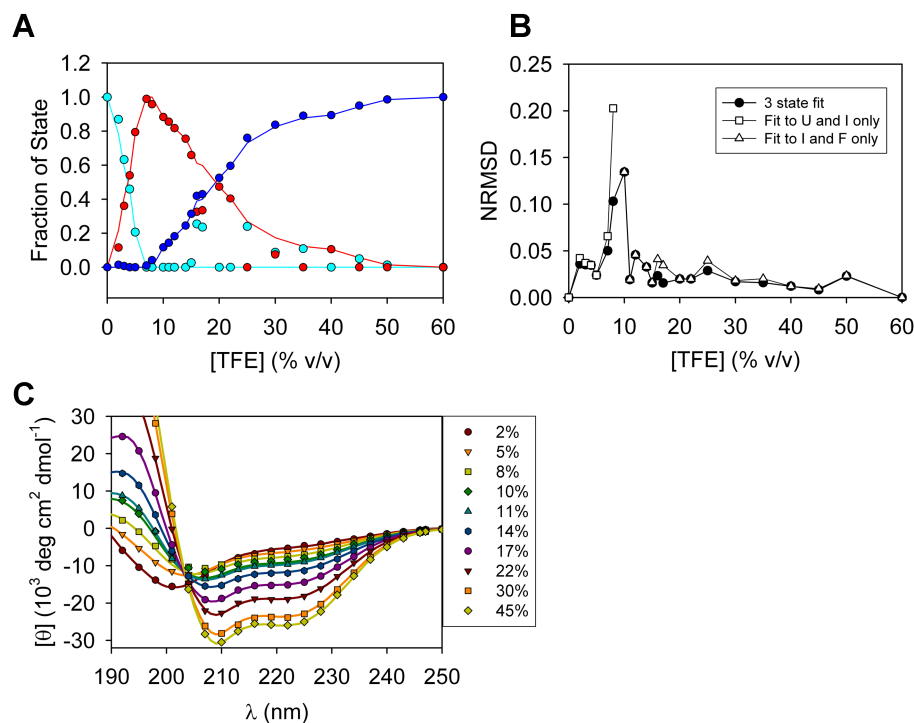 A
B
1.0
0.8
0.6
0.4
0.2
0.0
Fraction of State
0 10 20 30 40 50 60
[TFE] (% v/v)
0.25
0.20
0.15
0.10
0.05
0.00
NRMSD
3 state fit
Fit to U and I only
Fit to I and F only
0 10 20 30 40 50 60
[TFE] (% v/v)
C
30
20
10
0
-10
-20
-30
[θ] (10³ deg cm² dmol⁻¹)
190 200 210 220 230 240 250
λ (nm)
2%
5%
8%
10%
11%
14%
17%
22%
30%
45%